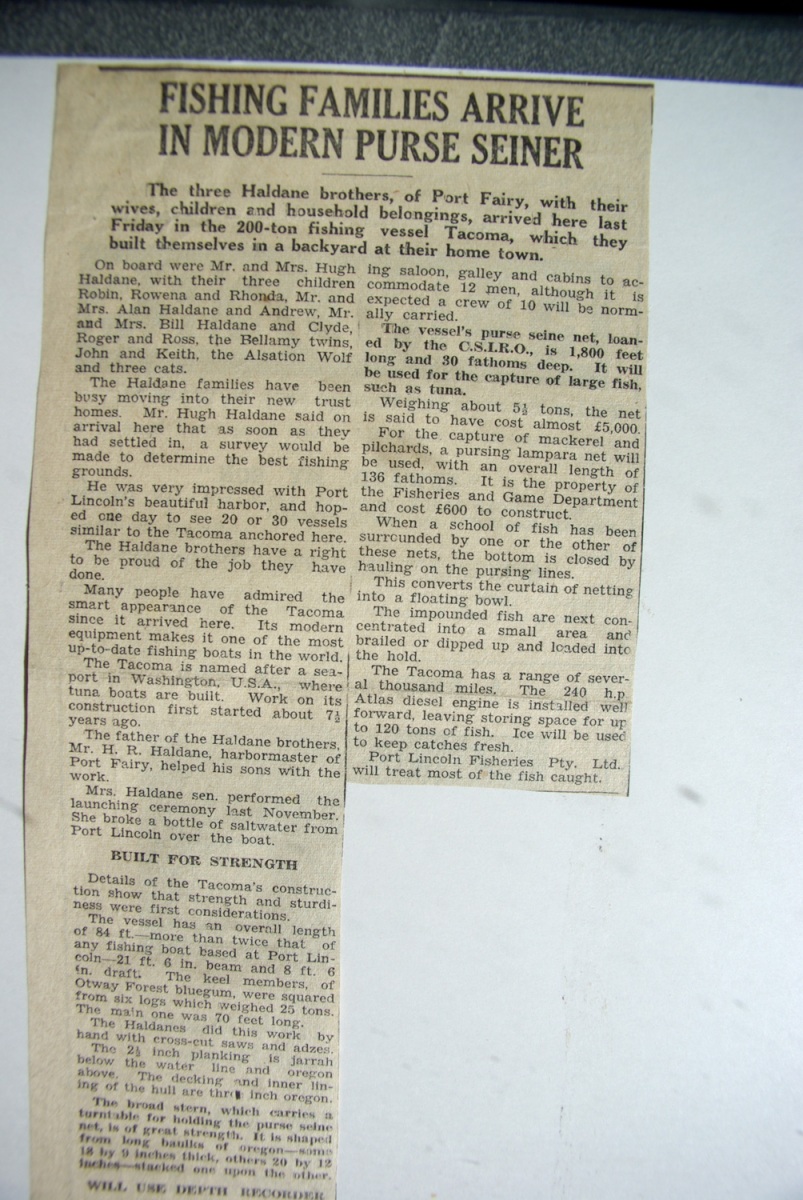 FISHING FAMILIES ARRIVE
IN MODERN PURSE SEINER
The three Haldane brothers, of Port Fairy, with their
wives, children and household belongings, arrived here last
Friday in the 200-ton fishing vessel Tacoma, which they
built themselves in a backyard at their home town.
On board were Mr. and Mrs. Hugh
Haldane, with their three children
Robin, Rowena and Rhonda, Mr. and
Mrs. Alan Haldane and Andrew, Mr.
and Mrs. Bill Haldane and Clyde,
Roger and Ross, the Bellamy twins,
John and Keith, the Alsation Wolf
and three cats.
The Haldane families have been
busy moving into their new trust
homes. Mr. Hugh Haldane said on
arrival here that as soon as they
had settled in, a survey would be
made to determine the best fishing
grounds.
He was very impressed with Port
Lincoln's beautiful harbor, and hop-
ed one day to see 20 or 30 vessels
similar to the Tacoma anchored here.
The Haldane brothers have a right
to be proud of the job they have
done.
Many people have admired the
smart appearance of the Tacoma
since it arrived here. Its modern
equipment makes it one of the most
up-to-date fishing boats in the world.
The Tacoma is named after a sea-
port in Washington, U.S.A., where
tuna boats are built. Work on its
construction first started about 7½
years ago.
The father of the Haldane brothers,
Mr. H. R. Haldane, harbormaster of
Port Fairy, helped his sons with the
work.
Mrs. Haldane sen. performed the
launching ceremony last November.
She broke a bottle of saltwater from
Port Lincoln over the boat.
BUILT FOR STRENGTH
Details of the Tacoma's construc-
tion show that strength and sturdi-
ness were first considerations.
The vessel has an overall length
of 84 ft.—more than twice that of
any fishing boat based at Port Lin-
coln—21 ft. 6 in. beam and 8 ft. 6
in. draft. The keel members, of
Otway Forest bluegum, were squared
from six logs which weighed 25 tons.
The main one was 70 feet long.
The Haldanes did this work by
hand with cross-cut saws and adzes.
The 2½ inch planking is jarrah
below the water line and oregon
above. The decking and inner lin-
ing of the hull are three inch oregon.
The broad stern, which carries a
turntable for holding the purse seine
net, is of great strength. It is shaped
from long baulks of oregon—some
18 by 9 inches thick, others 20 by 12
inches—stacked one upon the other.
WILL USE DEPTH RECORDER
ing saloon, galley and cabins to ac-
commodate 12 men, although it is
expected a crew of 10 will be norm-
ally carried.
The vessel's purse seine net, loan-
ed by the C.S.I.R.O., is 1,800 feet
long and 30 fathoms deep. It will
be used for the capture of large fish,
such as tuna.
Weighing about 5½ tons, the net
is said to have cost almost £5,000.
For the capture of mackerel and
pilchards, a pursing lampara net will
be used, with an overall length of
136 fathoms. It is the property of
the Fisheries and Game Department
and cost £600 to construct.
When a school of fish has been
surrounded by one or the other of
these nets, the bottom is closed by
hauling on the pursing lines.
This converts the curtain of netting
into a floating bowl.
The impounded fish are next con-
centrated into a small area and
brailed or dipped up and loaded into
the hold.
The Tacoma has a range of sever-
al thousand miles. The 240 h.p.
Atlas diesel engine is installed well
forward, leaving storing space for up
to 120 tons of fish. Ice will be used
to keep catches fresh.
Port Lincoln Fisheries Pty. Ltd.
will treat most of the fish caught.